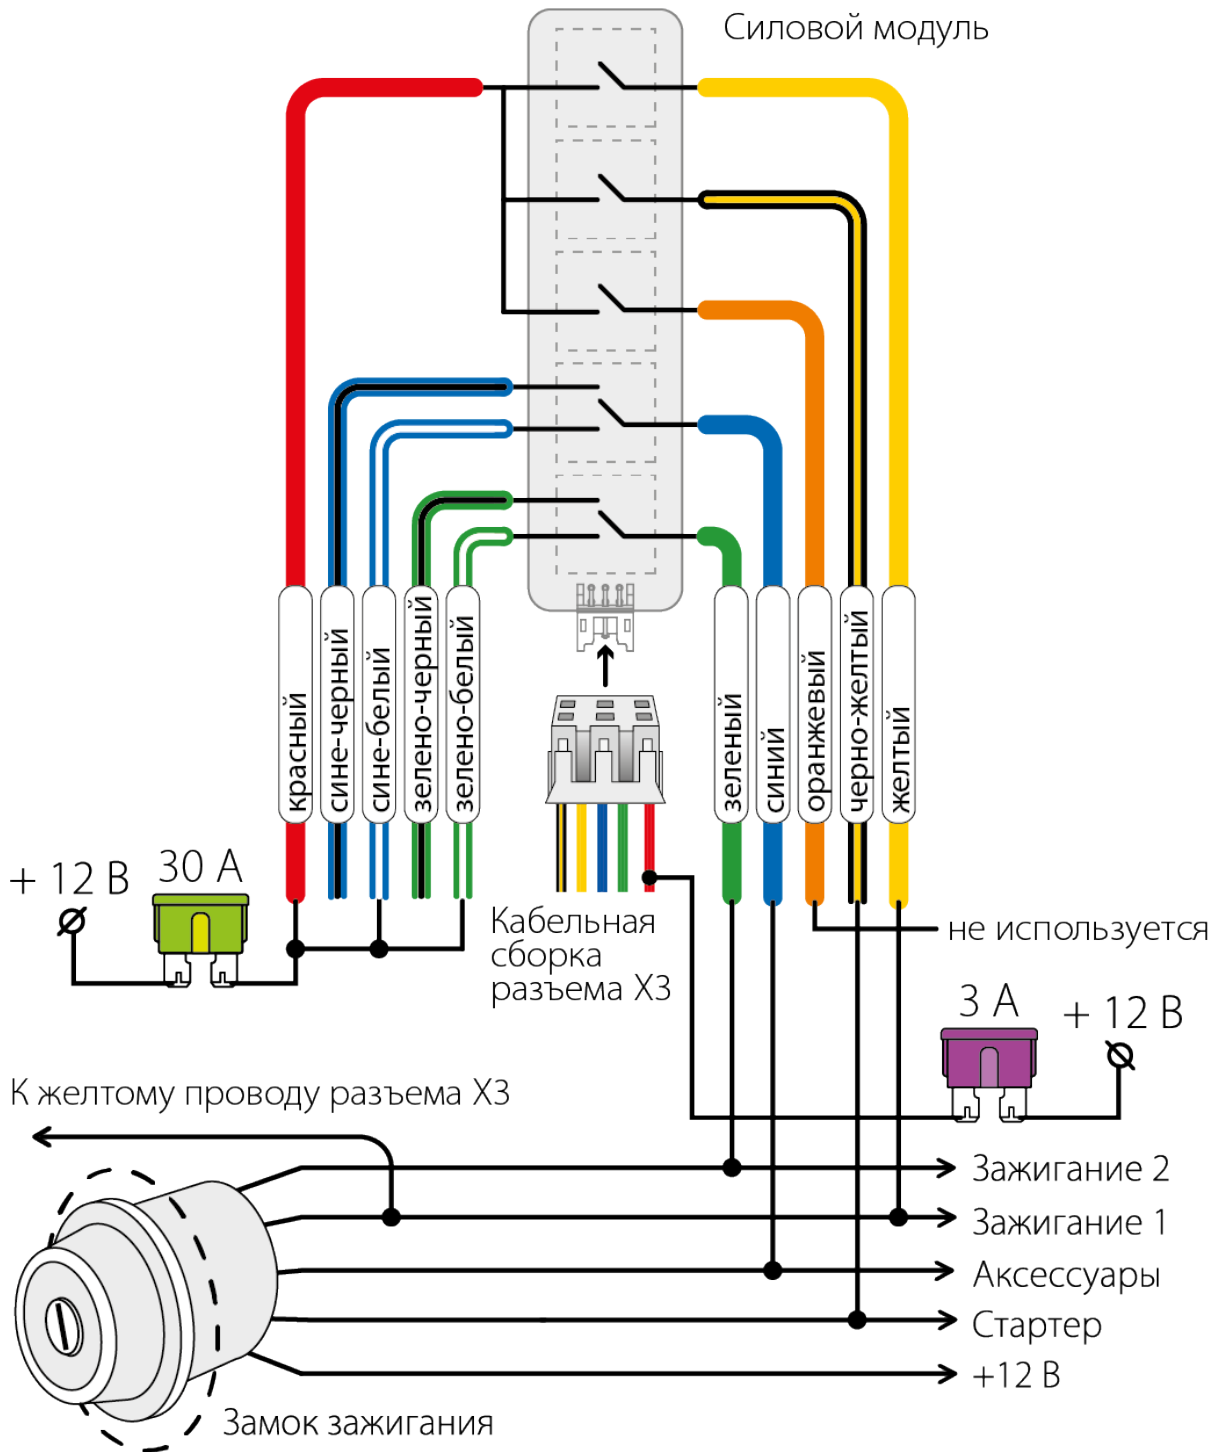 Силовой модуль
красный
сине-черный
сине-белый
зелено-черный
зелено-белый
зеленый
синий
оранжевый
черно-желтый
желтый
+ 12 В
30 А
Кабельная
сборка
разъема X3
не используется
3 А
+ 12 В
К желтому проводу разъема X3
Зажигание 2
Зажигание 1
Аксессуары
Стартер
+12 В
Замок зажигания